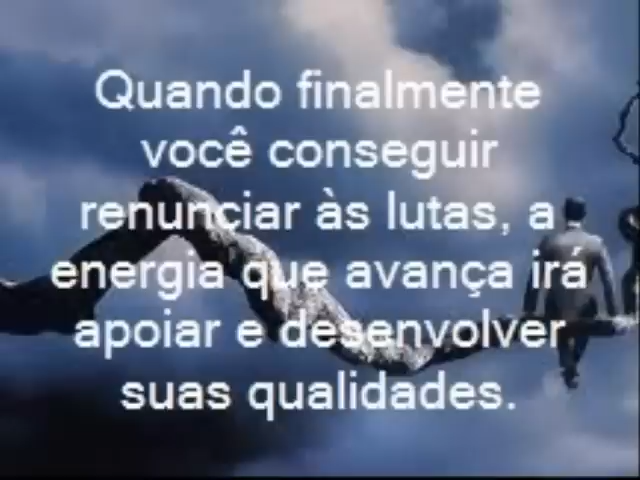 Quando finalmente
você conseguir
renunciar às lutas, a
energia que avança irá
apoiar e desenvolver
suas qualidades.